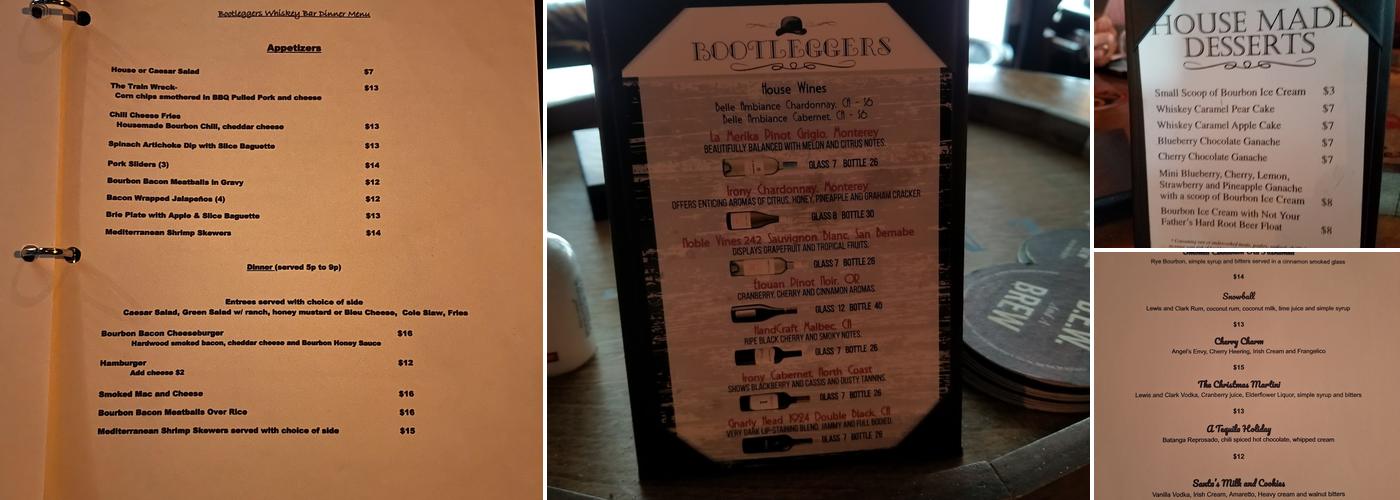 Bootleggers Whiskey Bar Dinner Menu
Appetizers
House or Caesar Salad $7
The Train Wreck- $13
Corn chips smothered in BBQ Pulled Pork and cheese
Chili Cheese Fries
Housemade Bourbon Chili, cheddar cheese $13
Spinach Artichoke Dip with Slice Baguette $13
Pork Sliders (3) $14
Bourbon Bacon Meatballs in Gravy $12
Bacon Wrapped Jalapeños (4) $12
Brie Plate with Apple & Slice Baguette $13
Mediterranean Shrimp Skewers $14
Dinner (served 5p to 9p)
Entrees served with choice of side
Caesar Salad, Green Salad w/ ranch, honey mustard or Bleu Cheese, Cole Slaw, Fries
Bourbon Bacon Cheeseburger $16
Hardwood smoked bacon, cheddar cheese and Bourbon Honey Sauce
Hamburger $12
Add cheese $2
Smoked Mac and Cheese $16
Bourbon Bacon Meatballs Over Rice $16
Mediterranean Shrimp Skewers served with choice of side $15
BOOTLEGGERS
House Wines
Belle Ambiance Chardonnay, CA - $6
Belle Ambiance Cabernet, CA - $6
La Merika Pinot Grigio, Monterey
BEAUTIFULLY BALANCED WITH MELON AND CITRUS NOTES.
GLASS 7 BOTTLE 26
Irony Chardonnay, Monterey
OFFERS ENTICING AROMAS OF CITRUS, HONEY, PINEAPPLE AND GRAHAM CRACKER
GLASS 8 BOTTLE 30
Noble Vines 242 Sauvignon Blanc, San Bernabe
DISPLAYS GRAPEFRUIT AND TROPICAL FRUITS.
GLASS 7 BOTTLE 26
Elouan Pinot Noir, OR
CRANBERRY, CHERRY AND CINNAMON AROMAS.
GLASS 12 BOTTLE 40
HandCraft Malbec, CA
RIPE BLACK CHERRY AND SMOKY NOTES.
GLASS 7 BOTTLE 26
Irony Cabernet, North Coast
SHOWS BLACKBERRY AND CASSIS AND DUSTY TANNINS.
GLASS 7 BOTTLE 26
Gnarly Head 1924 Double Black, CA
VERY DARK LIP-STAINING BLEND, JAMMY AND FULL BODIED.
GLASS 7 BOTTLE 26
BREW
B.E.W.
HOUSE MADE
DESSERTS
Small Scoop of Bourbon Ice Cream $3
Whiskey Caramel Pear Cake $7
Whiskey Caramel Apple Cake $7
Blueberry Chocolate Ganache $7
Cherry Chocolate Ganache $7
Mini Blueberry, Cherry, Lemon,
Strawberry and Pineapple Ganache
with a scoop of Bourbon Ice Cream $8
Bourbon Ice Cream with Not Your
Father's Hard Root Beer Float $8
Rye Bourbon, simple syrup and bitters served in a cinnamon smoked glass
$14
Snowball
Lewis and Clark Rum, coconut rum, coconut milk, lime juice and simple syrup
$13
Cherry Charm
Angel's Envy, Cherry Heering, Irish Cream and Frangelico
$15
The Christmas Martini
Lewis and Clark Vodka, Cranberry juice, Elderflower Liquor, simple syrup and bitters
$13
A Tequila Holiday
Batanga Reprosado, chili spiced hot chocolate, whipped cream
$12
Santa's Milk and Cookies
Vanilla Vodka, Irish Cream, Amaretto, Heavy cream and walnut bitters